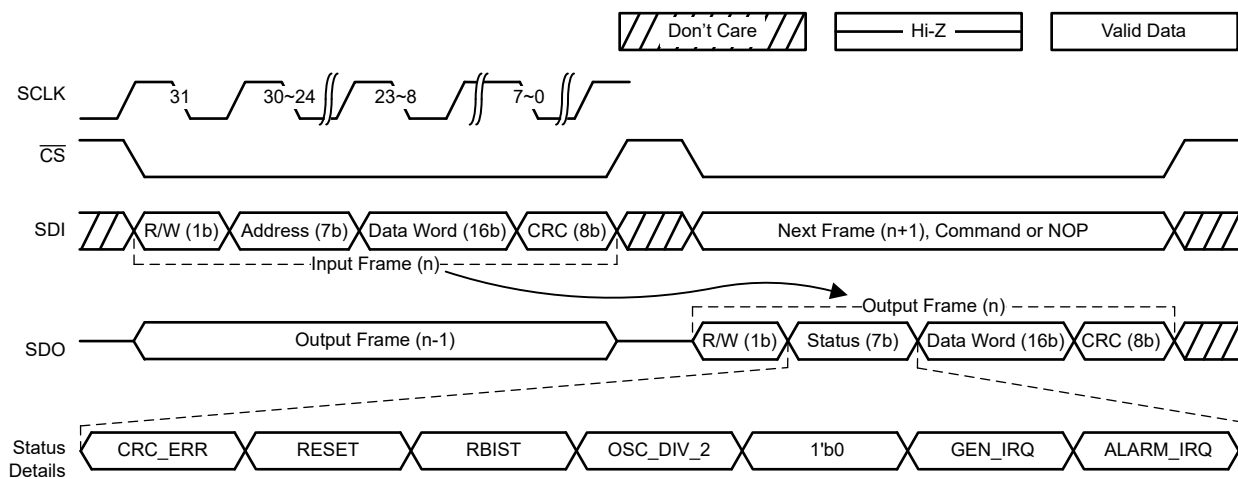 Don't Care Hi-Z Valid Data
SCLK 31 30~24 23~8 7~0
CS
SDI R/W (1b) Address (7b) Data Word (16b) CRC (8b) Next Frame (n+1), Command or NOP
Input Frame (n)
Output Frame (n)
SDO Output Frame (n-1) R/W (1b) Status (7b) Data Word (16b) CRC (8b)
Status Details CRC_ERR RESET RBIST OSC_DIV_2 1'b0 GEN_IRQ ALARM_IRQ